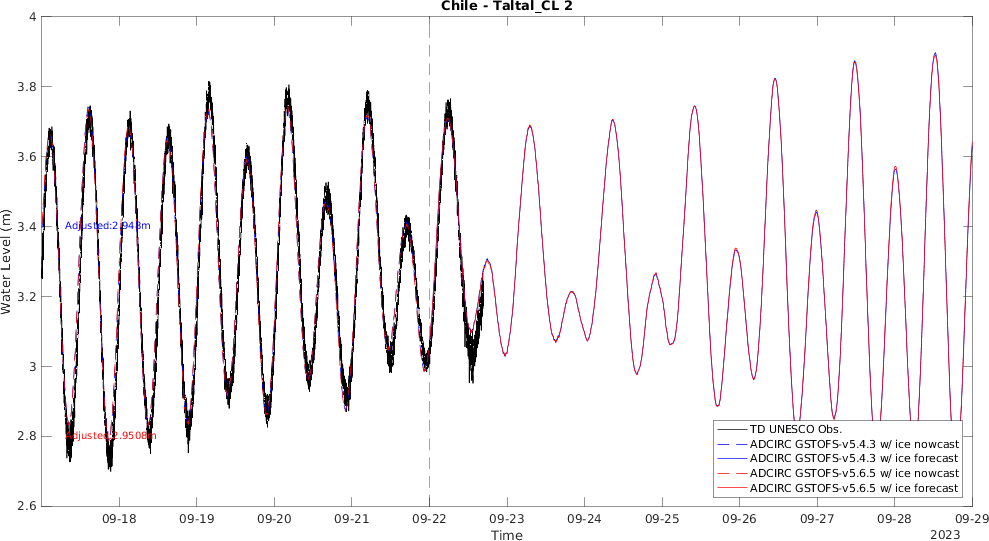 Chile - Taltal_CL 2
4
3.8
3.6
3.4
3.2
3
2.8
2.6
Water Level (m)
Adjusted:2.948m
Adjusted:2.9508m
TD UNESCO Obs.
ADCIRC GSTOFS-v5.4.3 w/ ice nowcast
ADCIRC GSTOFS-v5.4.3 w/ ice forecast
ADCIRC GSTOFS-v5.6.5 w/ ice nowcast
ADCIRC GSTOFS-v5.6.5 w/ ice forecast
09-18 09-19 09-20 09-21 09-22 09-23 09-24 09-25 09-26 09-27 09-28 09-29
Time
2023